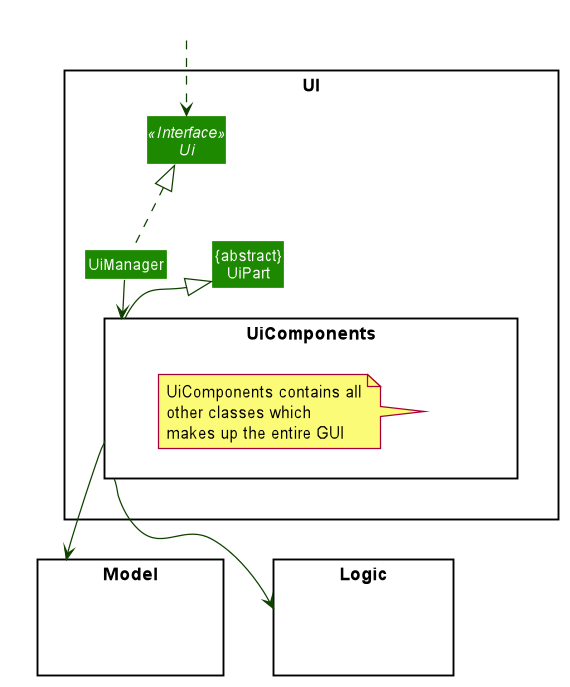 UI
«Interface»
Ui
UiManager
{abstract}
UiPart
UiComponents
UiComponents contains all
other classes which
makes up the entire GUI
Model
Logic